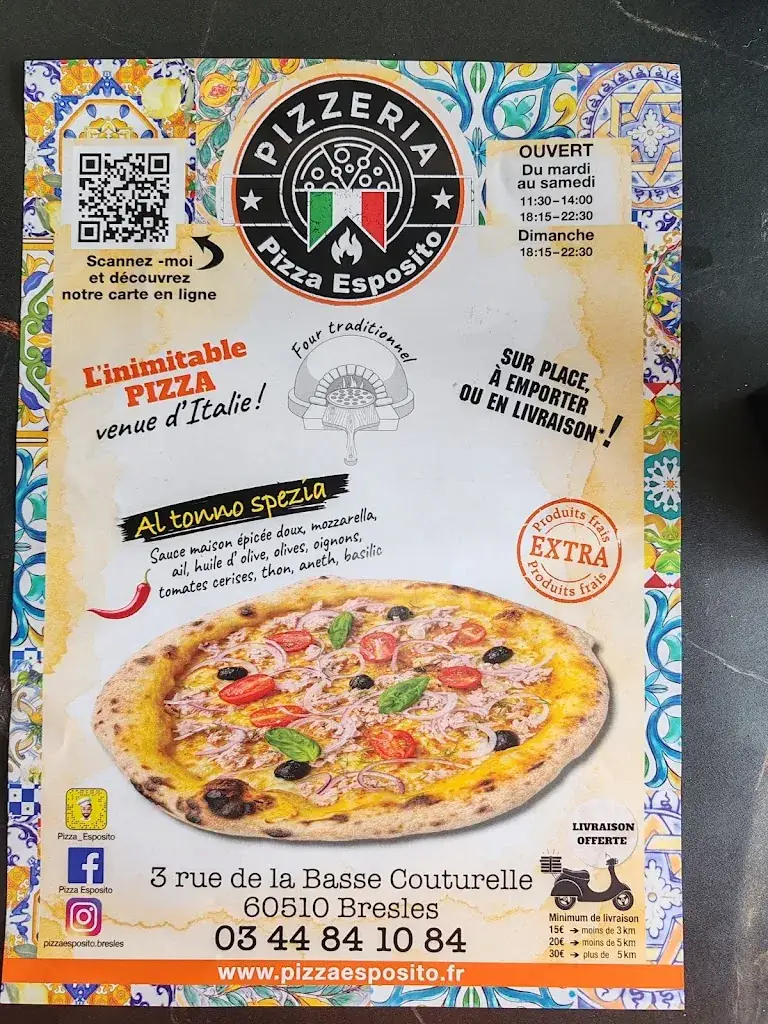 PIZZERIA
Pizza Esposito
Scannez -moi
et découvrez
notre carte en ligne
OUVERT
Du mardi
au samedi
11:30-14:00
18:15-22:30
Dimanche
18:15-22:30
L'inimitable
PIZZA
venue d'Italie!
Four traditionnel
SUR PLACE,
À EMPORTER
OU EN LIVRAISON*!
Al tonno spezia
Sauce maison épicée doux, mozzarella,
ail, huile d'olive, olives, oignons,
tomates cerises, thon, aneth, basilic
Produits frais
EXTRA
Produits frais
Pizza_Esposito
Pizza Esposito
pizzaesposito.bresles
LIVRAISON
OFFERTE
Minimum de livraison
15€ → moins de 3 km
20€ → moins de 5 km
30€ → plus de 5 km
3 rue de la Basse Couturelle
60510 Bresles
03 44 84 10 84
www.pizzaesposito.fr